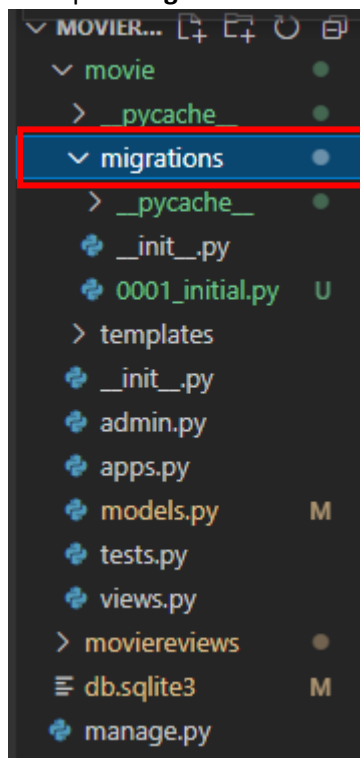 MOVIER...
movie
__pycache__
migrations
__pycache__
__init__.py
0001_initial.py U
templates
__init__.py
admin.py
apps.py
models.py M
tests.py
views.py
moviereviews
db.sqlite3 M
manage.py